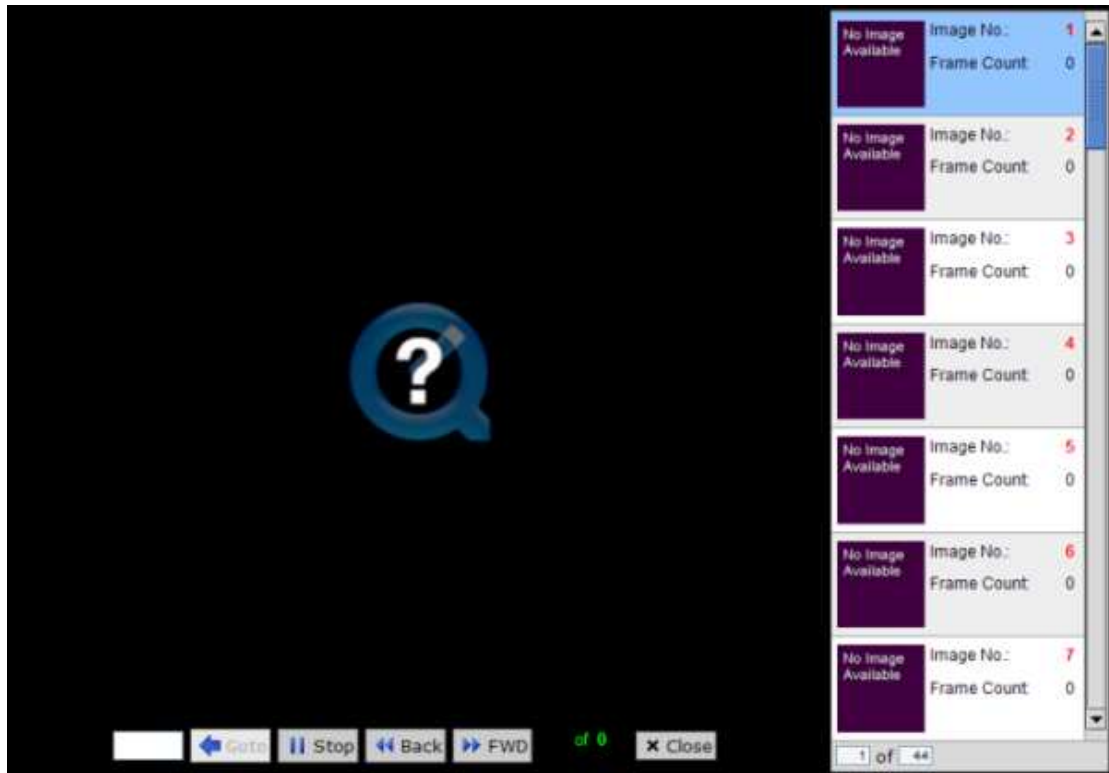 No Image
Available
Image No.: 1
Frame Count: 0
No Image
Available
Image No.: 2
Frame Count: 0
No Image
Available
Image No.: 3
Frame Count: 0
No Image
Available
Image No.: 4
Frame Count: 0
No Image
Available
Image No.: 5
Frame Count: 0
No Image
Available
Image No.: 6
Frame Count: 0
No Image
Available
Image No.: 7
Frame Count: 0
?
Goto Stop Back FWD of 0 × Close
1 of 44